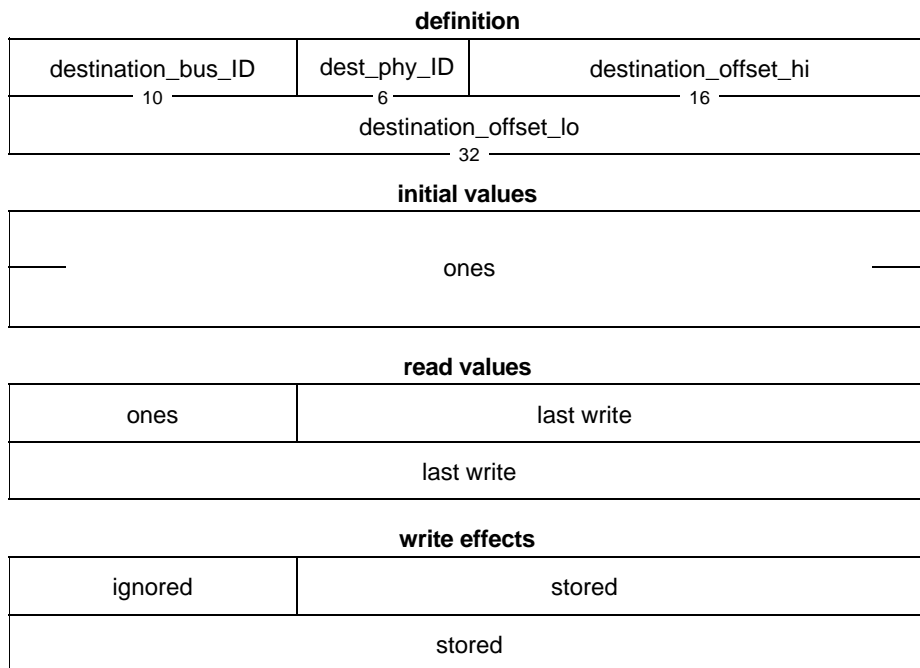 definition
destination_bus_ID dest_phy_ID destination_offset_hi
10 6 16
destination_offset_lo
32
initial values
ones
read values
ones last write
last write
write effects
ignored stored
stored